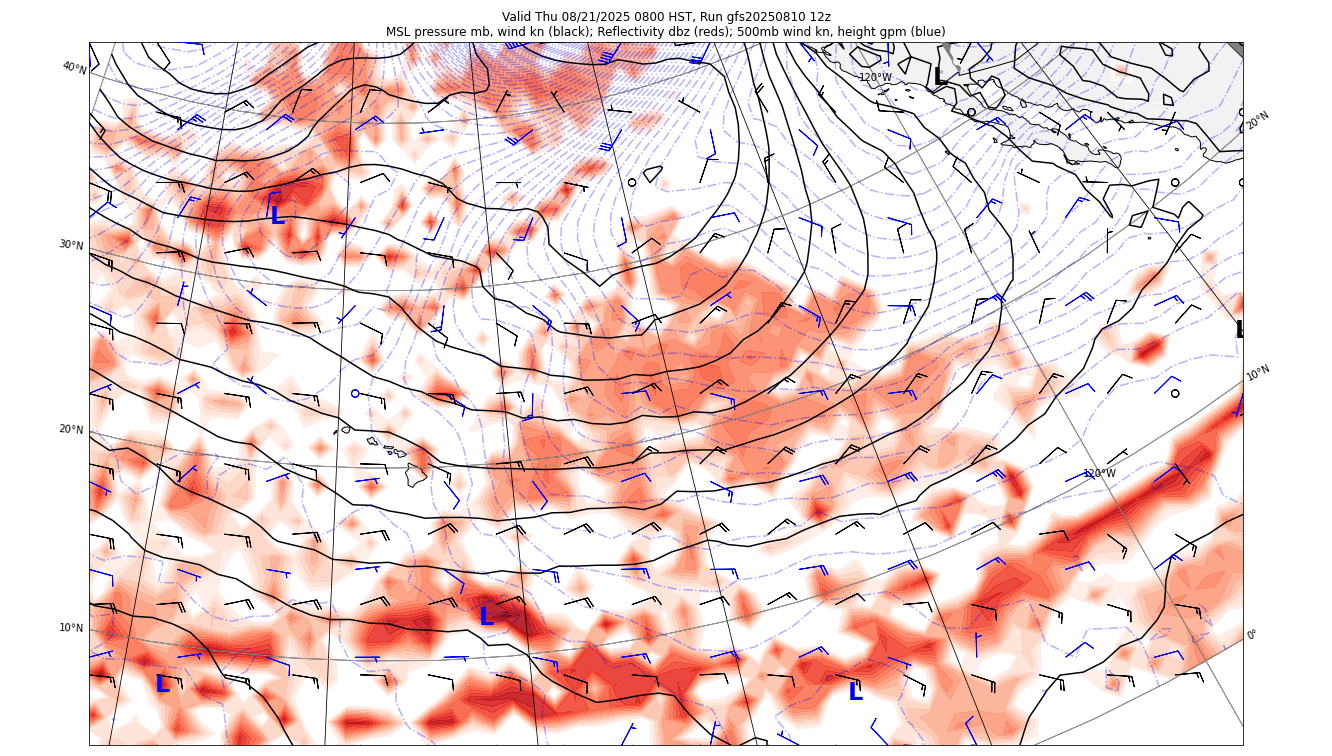 Valid Thu 08/21/2025 0800 HST, Run gfs20250810 12z
MSL pressure mb, wind kn (black); Reflectivity dbz (reds); 500mb wind kn, height gpm (blue)
40°N
120°W
L
20°N
L
30°N
L
10°N
20°N
120°W
L
10°N
0°
L
L